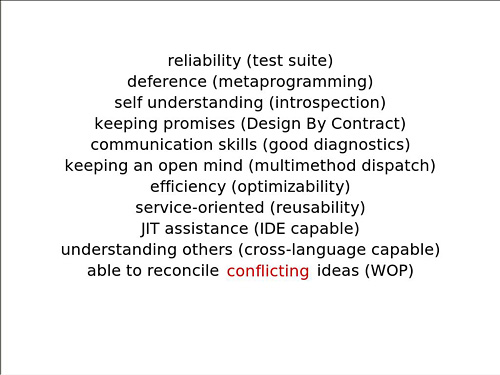 reliability (test suite)
deference (metaprogramming)
self understanding (introspection)
keeping promises (Design By Contract)
communication skills (good diagnostics)
keeping an open mind (multimethod dispatch)
efficiency (optimizability)
service-oriented (reusability)
JIT assistance (IDE capable)
understanding others (cross-language capable)
able to reconcile conflicting ideas (WOP)